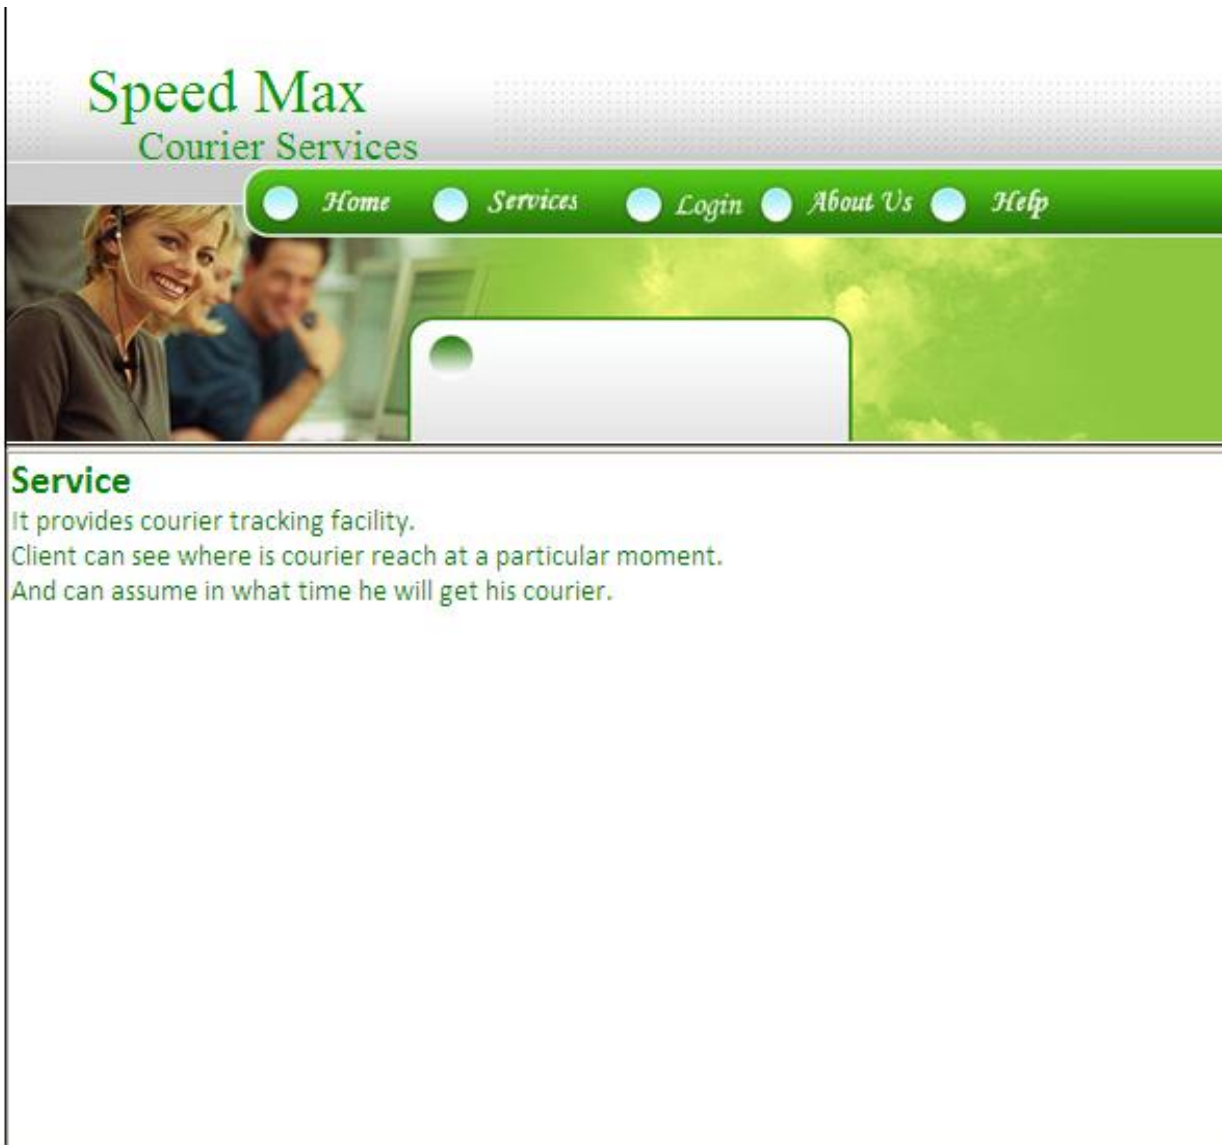 Speed Max
Courier Services
Home Services Login About Us Help
Service
It provides courier tracking facility.
Client can see where is courier reach at a particular moment.
And can assume in what time he will get his courier.